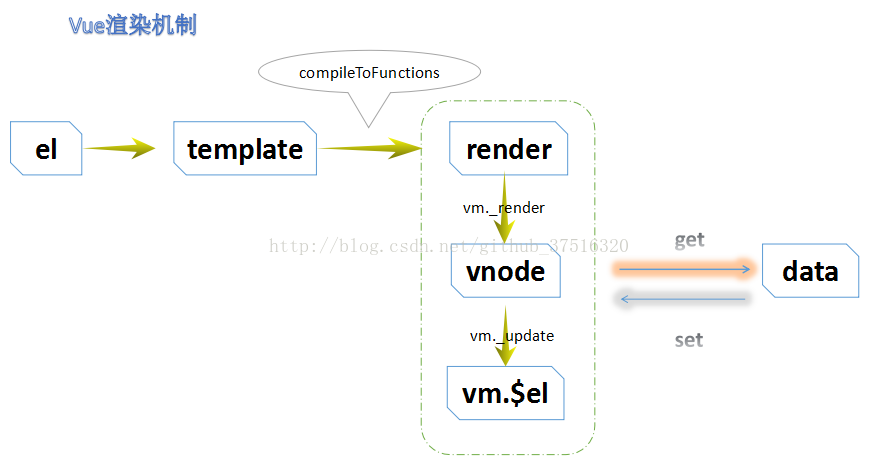 Vue渲染机制
compileToFunctions
el
template
render
vm._render
http://blog.csdn.net/github_37516320
get
vnode
data
vm._update
set
vm.$el